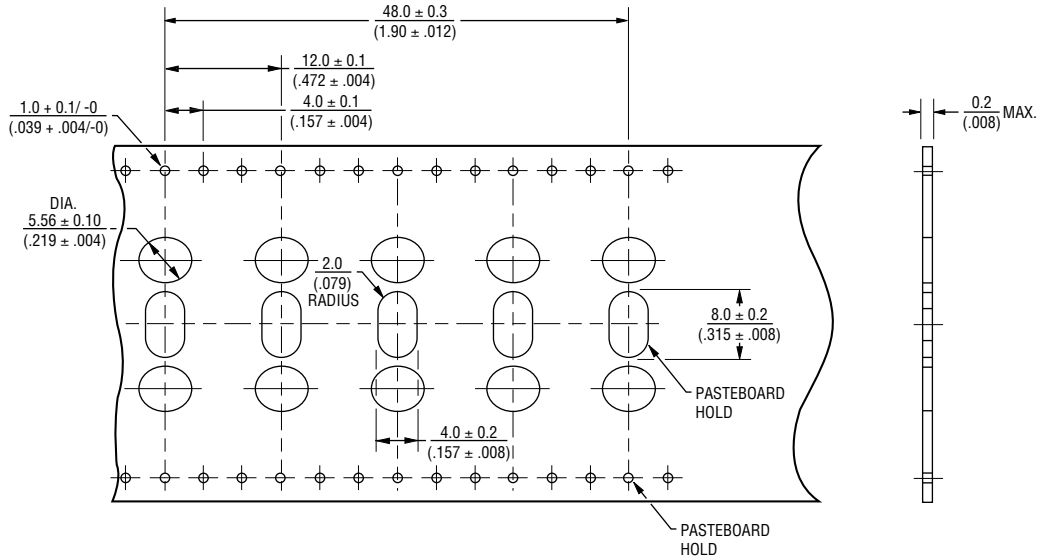 48.0 ± 0.3
(1.90 ± .012)
12.0 ± 0.1
(.472 ± .004)
4.0 ± 0.1
(.157 ± .004)
1.0 + 0.1/ -0
(.039 + .004/-0)
0.2
(.008)
MAX.
DIA.
5.56 ± 0.10
(.219 ± .004)
2.0
(.079)
RADIUS
8.0 ± 0.2
(.315 ± .008)
PASTEBOARD
HOLD
4.0 ± 0.2
(.157 ± .008)
PASTEBOARD
HOLD